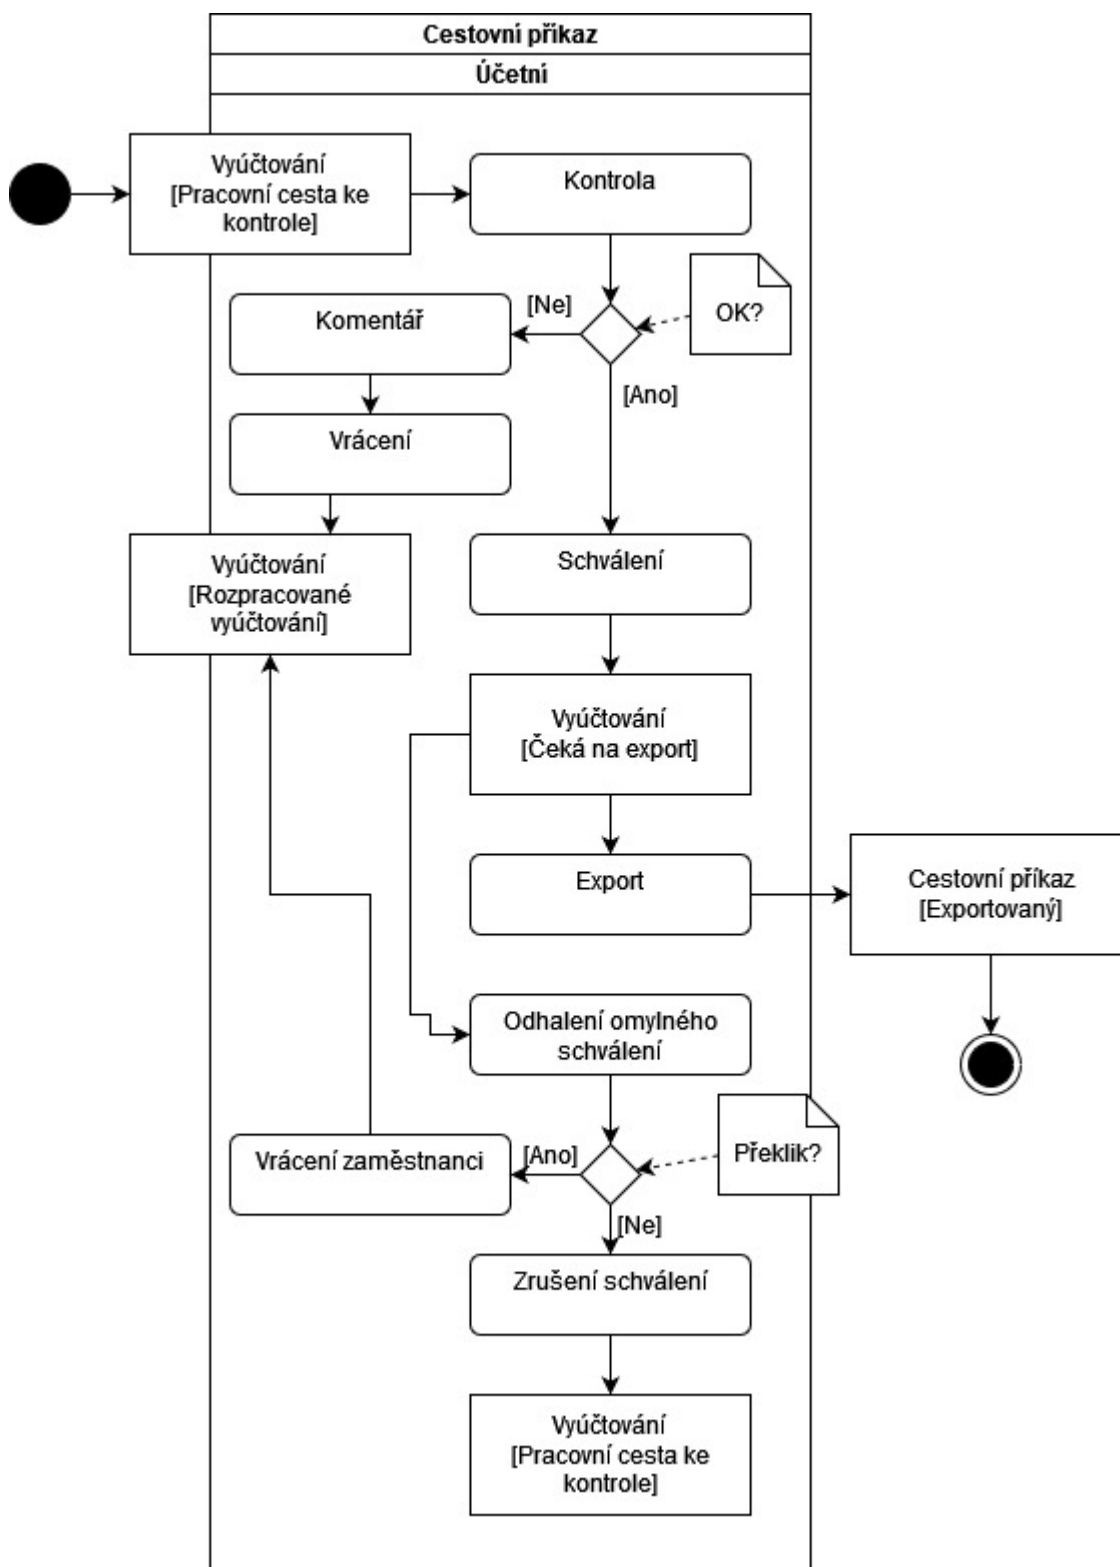 Cestovní příkaz
Účetní
Vyúčtování
[Pracovní cesta ke
kontrole]
Kontrola
OK?
[Ne]
Komentář
[Ano]
Vrácení
Vyúčtování
[Rozpracované
vyúčtování]
Schválení
Vyúčtování
[Čeká na export]
Export
Cestovní příkaz
[Exportovaný]
Odhalení omylného
schválení
Překlik?
[Ano]
Vrácení zaměstnanci
[Ne]
Zrušení schválení
Vyúčtování
[Pracovní cesta ke
kontrole]